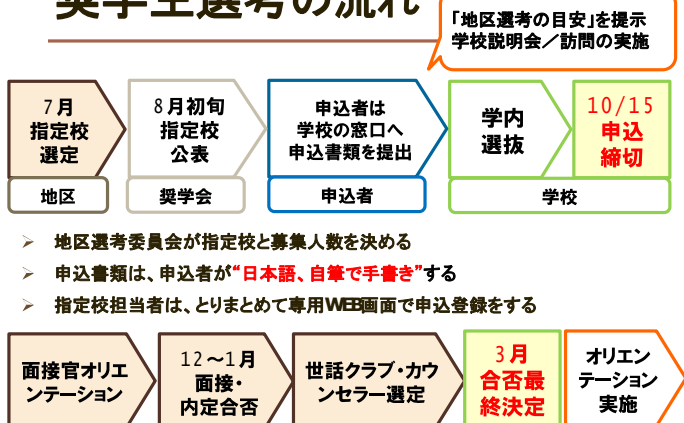 奨学生選考の流れ
「地区選考の目安」を提示
学校説明会／訪問の実施
7月
指定校
選定
8月初旬
指定校
公表
申込者は
学校の窓口へ
申込書類を提出
学内
選抜
10/15
申込
締切
地区
奨学会
申込者
学校
➢ 地区選考委員会が指定校と募集人数を決める
➢ 申込書類は、申込者が“日本語、自筆で手書き”する
➢ 指定校担当者は、とりまとめて専用WEB画面で申込登録をする
面接官オリエ
ンテーション
12～1月
面接・
内定合否
世話クラブ・カウ
ンセラー選定
3月
合否最
終決定
オリエン
テーション
実施